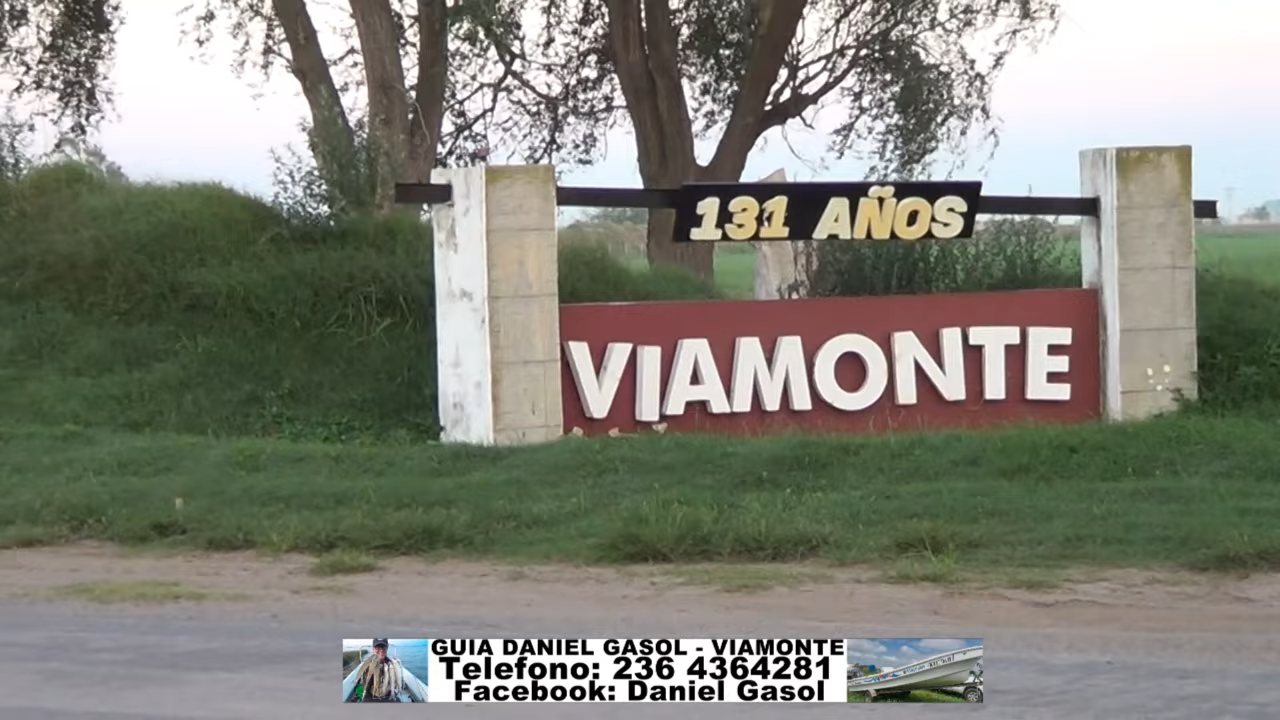 131 AÑOS
VIAMONTE
GUIA DANIEL GASOL - VIAMONTE
Telefono: 236 4364281
Facebook: Daniel Gasol